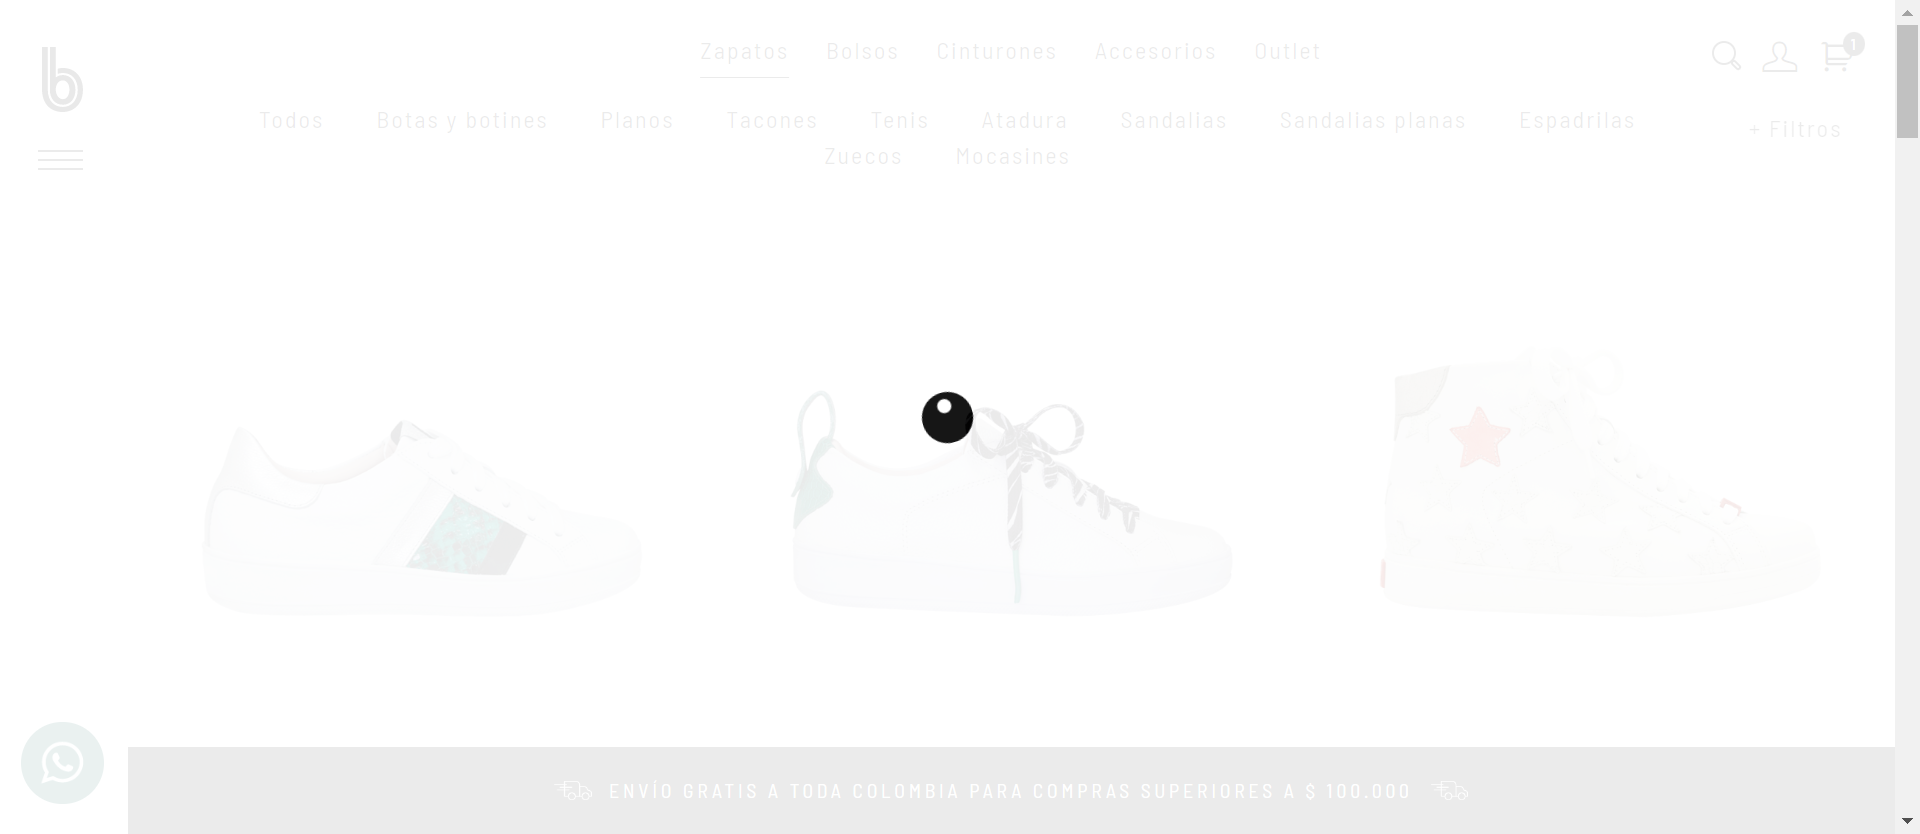 b
Zapatos Bolsos Cinturones Accesorios Outlet
1
Todos Botas y botines Planos Tacones Tenis Atadura Sandalias Sandalias planas Espadrilas
+ Filtros
Zuecos Mocasines
ENVÍO GRATIS A TODA COLOMBIA PARA COMPRAS SUPERIORES A $ 100.000